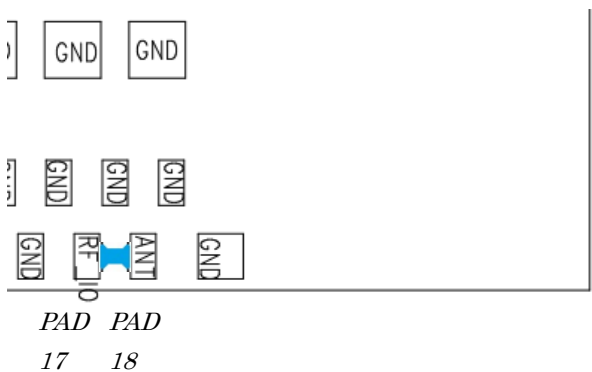 GND GND
GND GND GND
GND RF_IO ANT GND
PAD PAD
17 18